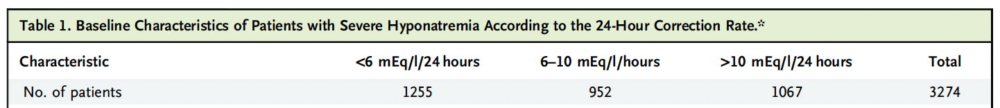 Table 1. Baseline Characteristics of Patients with Severe Hyponatremia According to the 24-Hour Correction Rate.*
Characteristic <6 mEq/l/24 hours 6–10 mEq/l/hours >10 mEq/l/24 hours Total
No. of patients 1255 952 1067 3274